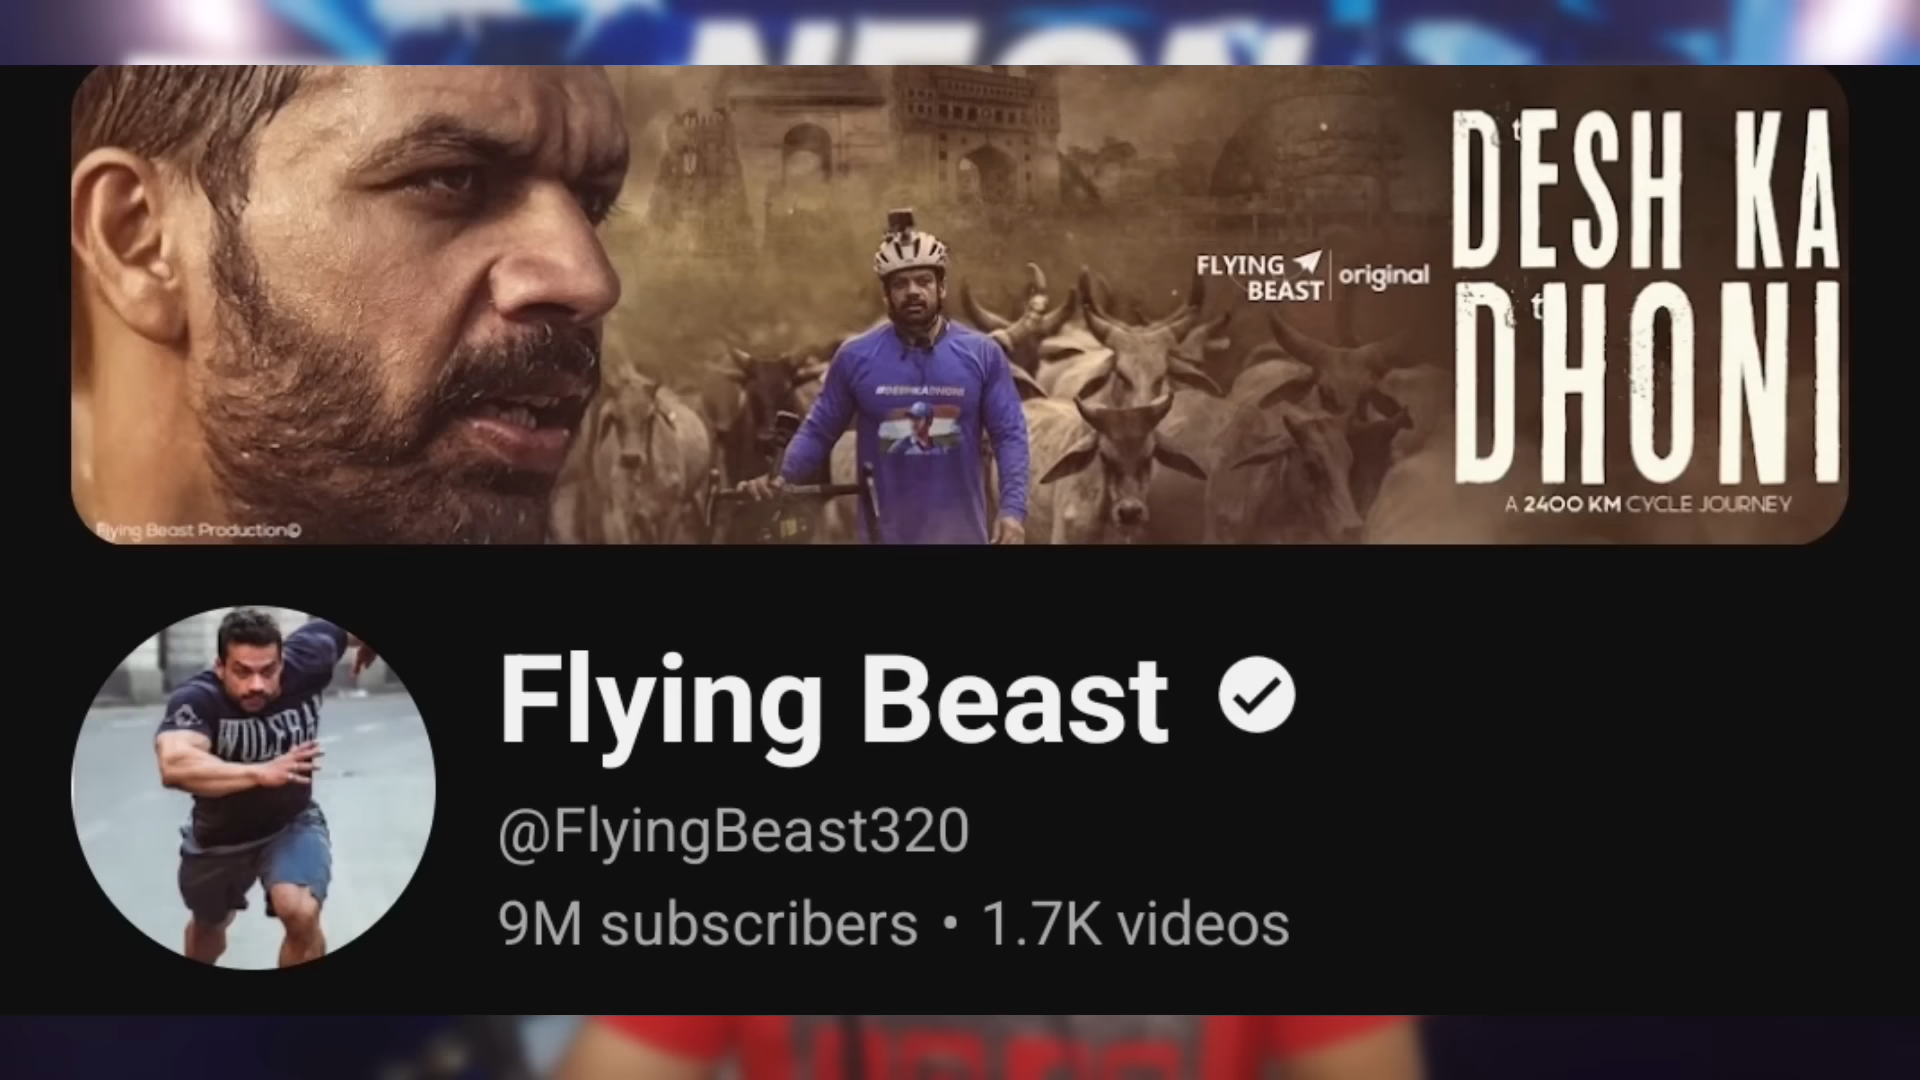 DESH KA
DHONI
A 2400 KM CYCLE JOURNEY
FLYING
BEAST
original
#DESHKADHONI
Flying Beast Production©
Flying Beast
@FlyingBeast320
9M subscribers • 1.7K videos